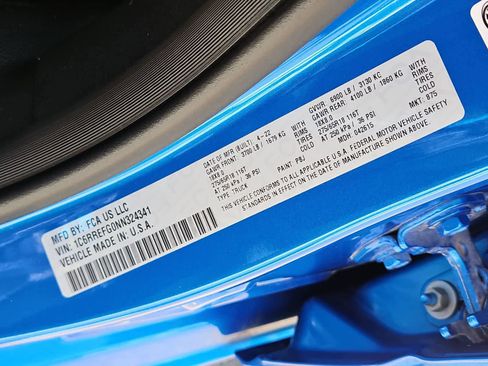 MFD BY: FCA US LLC
VIN: 1C6RREFG0NN324341
VEHICLE MADE IN U.S.A.
DATE OF MFR (BUILT): 4-22
GAWR FRONT: 3700 LB / 1679 KG WITH
18X8.0 RIMS
275/65R18 116T TIRES
AT 250 kPa / 36 PSI COLD
TYPE: TRUCK
PAINT: PBJ
GVWR: 6900 LB / 3130 KG
GAWR REAR: 4100 LB / 1860 KG WITH
18X8.0 RIMS
275/65R18 116T TIRES
AT 250 kPa / 36 PSI COLD
MDH: 042615
MKT: 875
THIS VEHICLE CONFORMS TO ALL APPLICABLE U.S.A. FEDERAL MOTOR VEHICLE SAFETY
STANDARDS IN EFFECT ON THE DATE OF MANUFACTURE SHOWN ABOVE.